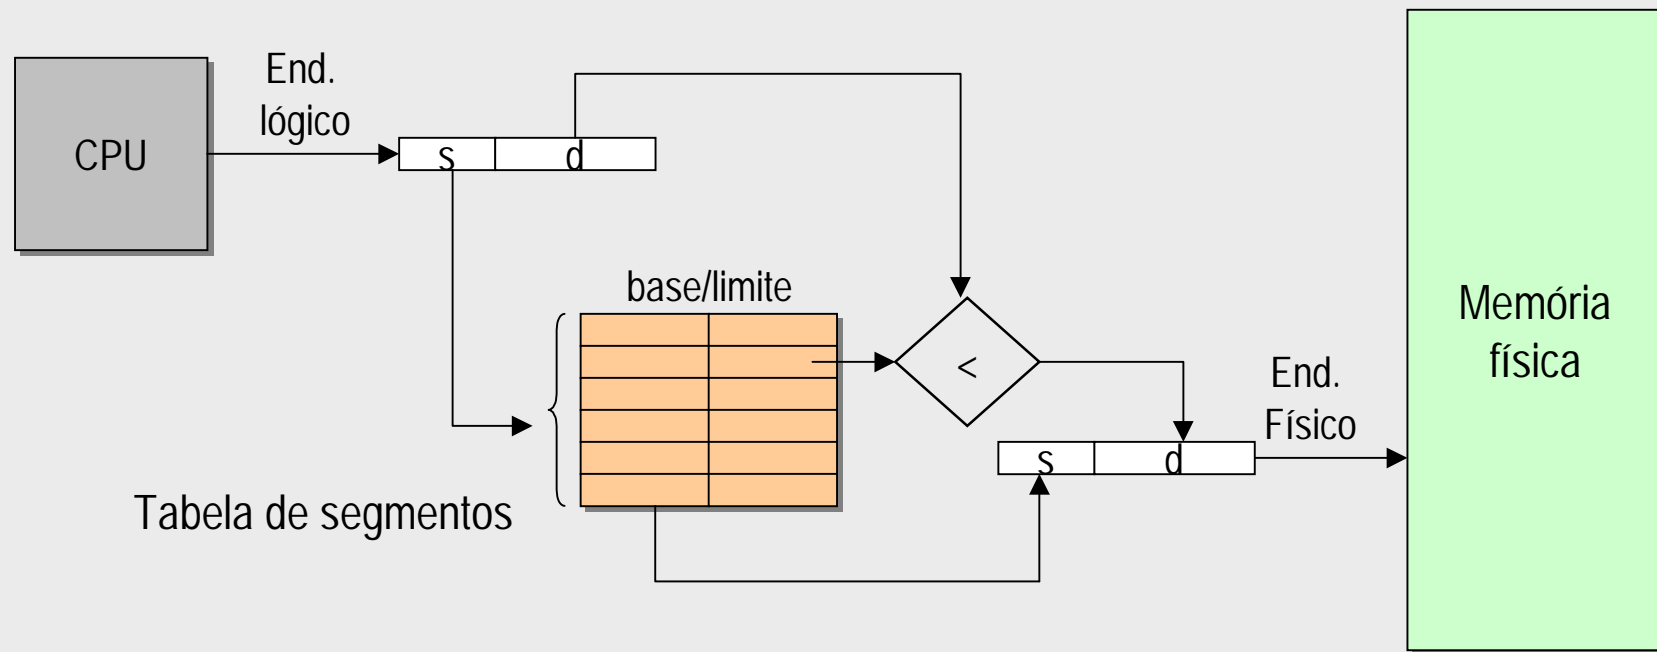 CPU
End.
lógico
s
d
base/limite
<
Tabela de segmentos
s
d
End.
Físico
Memória
física